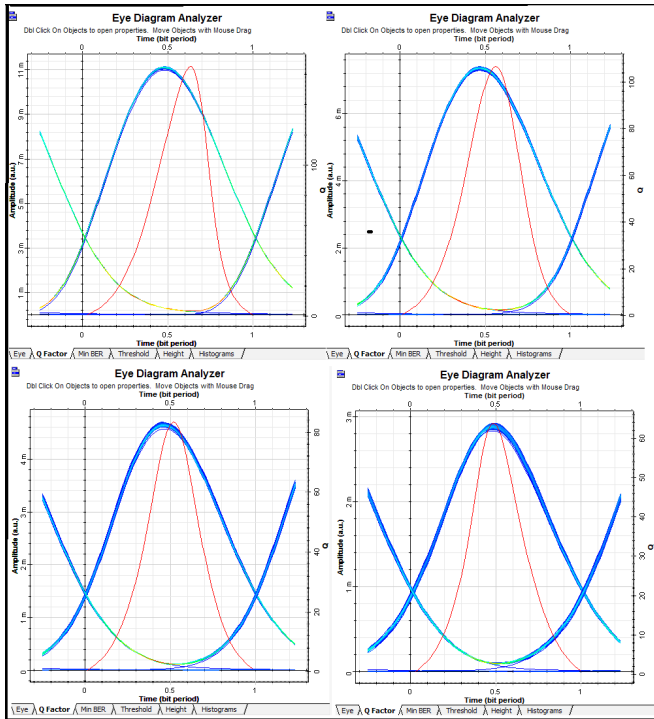 Eye Diagram Analyzer
Dbl Click On Objects to open properties. Move Objects with Mouse Drag
Time (bit period)
0 0.5 1
Amplitude (a.u.)
11 m
9 m
7 m
5 m
3 m
1 m
100
0
0 0.5 1
Time (bit period)
Eye Q Factor Min BER Threshold Height Histograms
Eye Diagram Analyzer
Dbl Click On Objects to open properties. Move Objects with Mouse Drag
Time (bit period)
0 0.5 1
Amplitude (a.u.)
6 m
4 m
2 m
0
Q
100
80
60
40
20
0
0 0.5 1
Time (bit period)
Eye Q Factor Min BER Threshold Height Histograms
Eye Diagram Analyzer
Dbl Click On Objects to open properties. Move Objects with Mouse Drag
Time (bit period)
0 0.5 1
Amplitude (a.u.)
4 m
3 m
2 m
1 m
0
Q
80
60
40
20
0
0 0.5 1
Time (bit period)
Eye Q Factor Min BER Threshold Height Histograms
Eye Diagram Analyzer
Dbl Click On Objects to open properties. Move Objects with Mouse Drag
Time (bit period)
0 0.5 1
Amplitude (a.u.)
3 m
2 m
1 m
0
Q
60
50
40
30
20
10
0
0 0.5 1
Time (bit period)
Eye Q Factor Min BER Threshold Height Histograms
Q